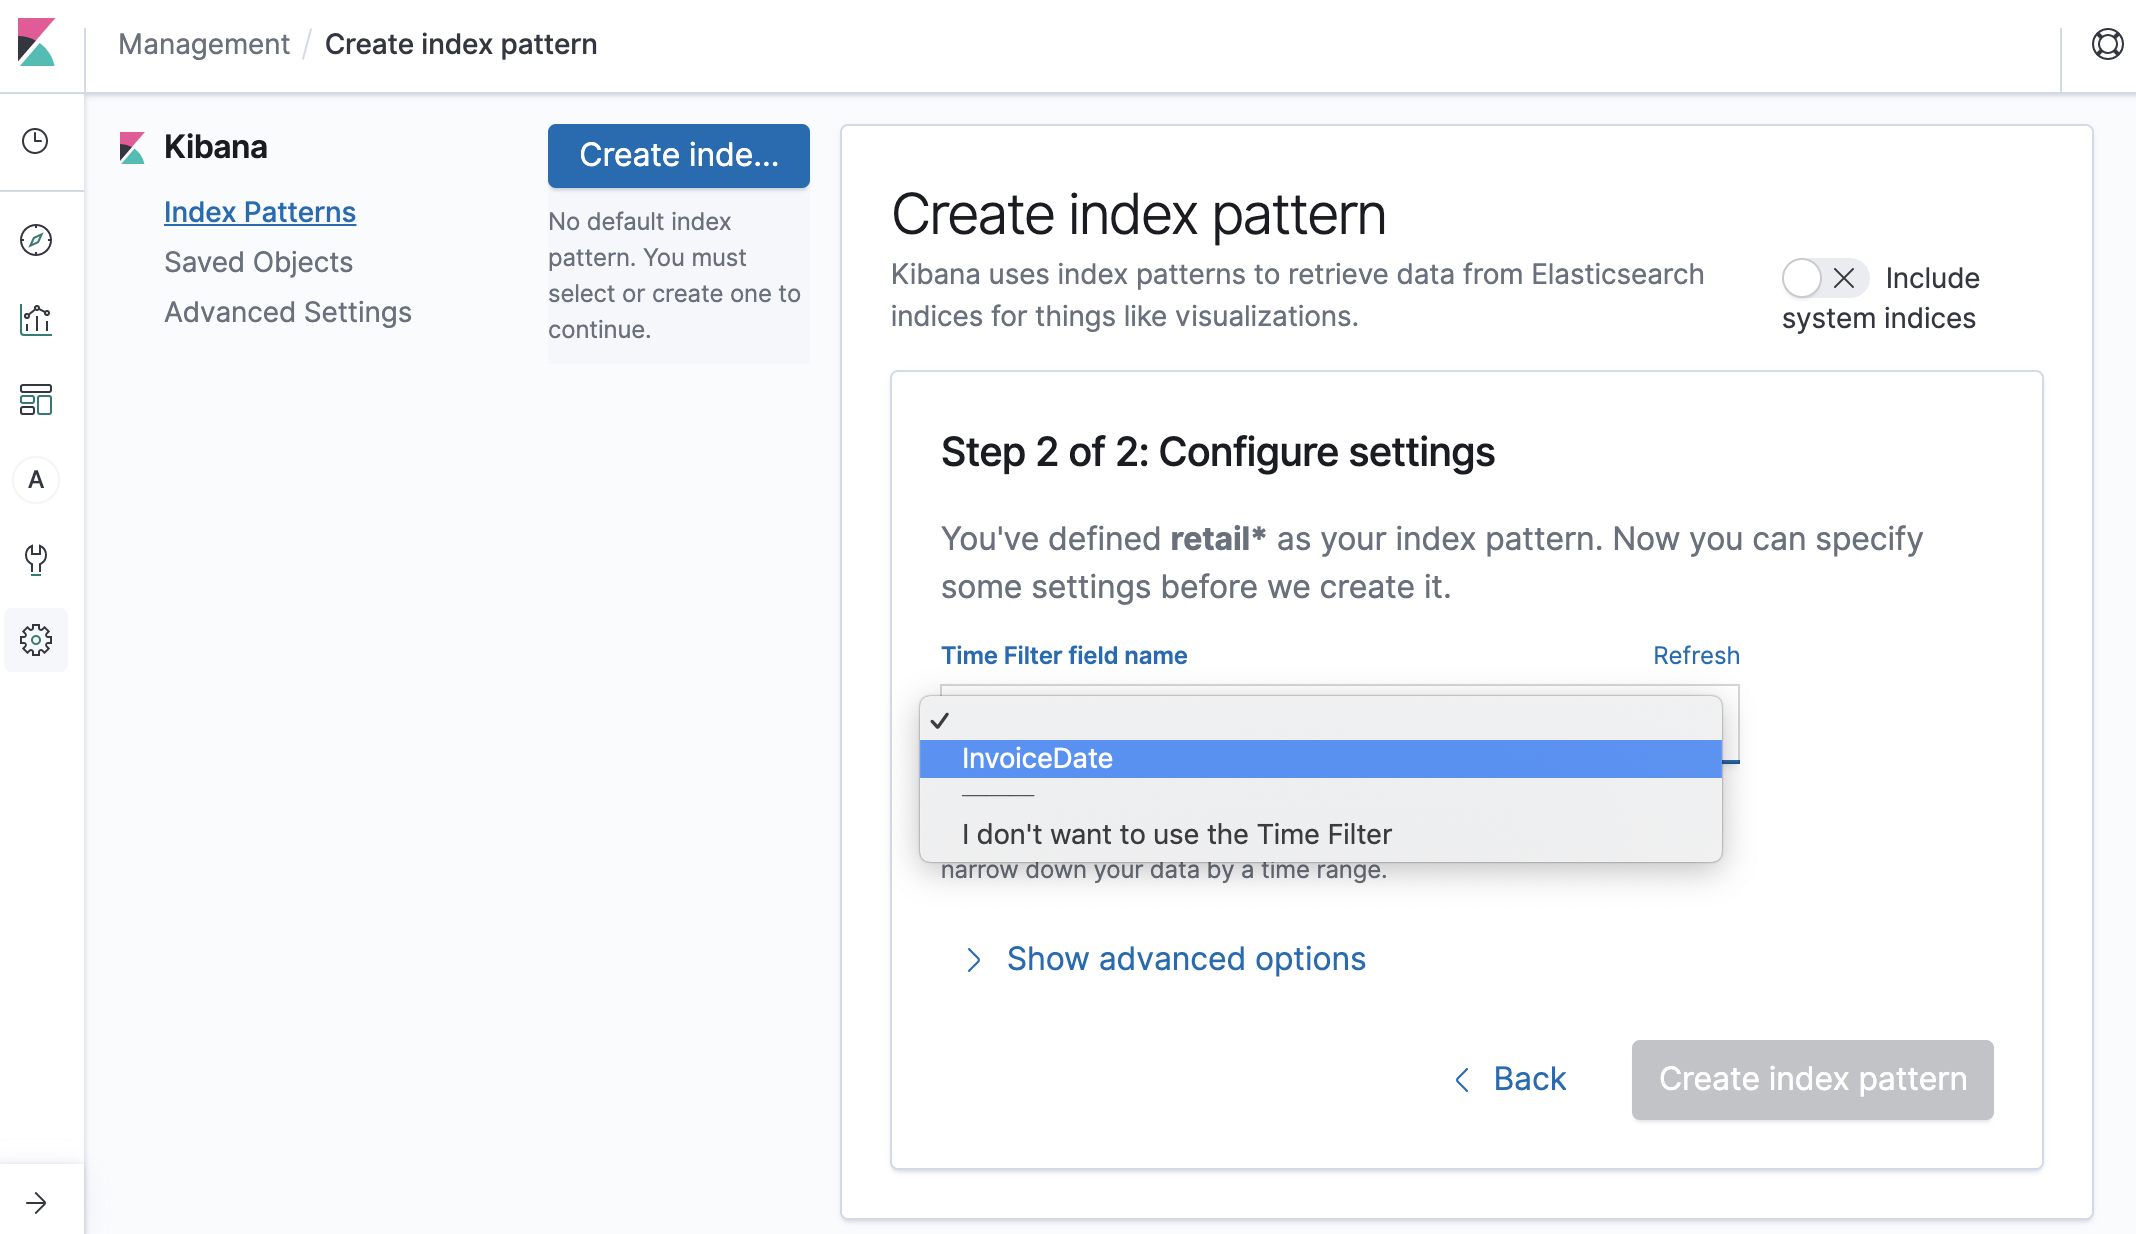 Management / Create index pattern
Kibana
Index Patterns
Saved Objects
Advanced Settings
A
Create inde...
No default index
pattern. You must
select or create one to
continue.
Create index pattern
Kibana uses index patterns to retrieve data from Elasticsearch
indices for things like visualizations.
Include
system indices
Step 2 of 2: Configure settings
You've defined retail* as your index pattern. Now you can specify
some settings before we create it.
Time Filter field name
Refresh
InvoiceDate
I don't want to use the Time Filter
narrow down your data by a time range.
Show advanced options
Back
Create index pattern